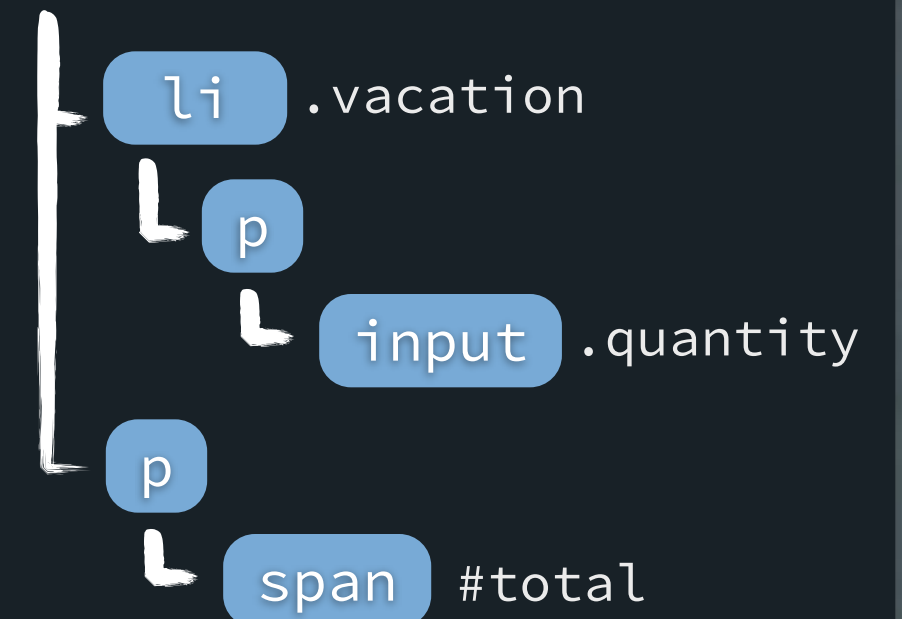 li .vacation
p
input .quantity
p
span #total